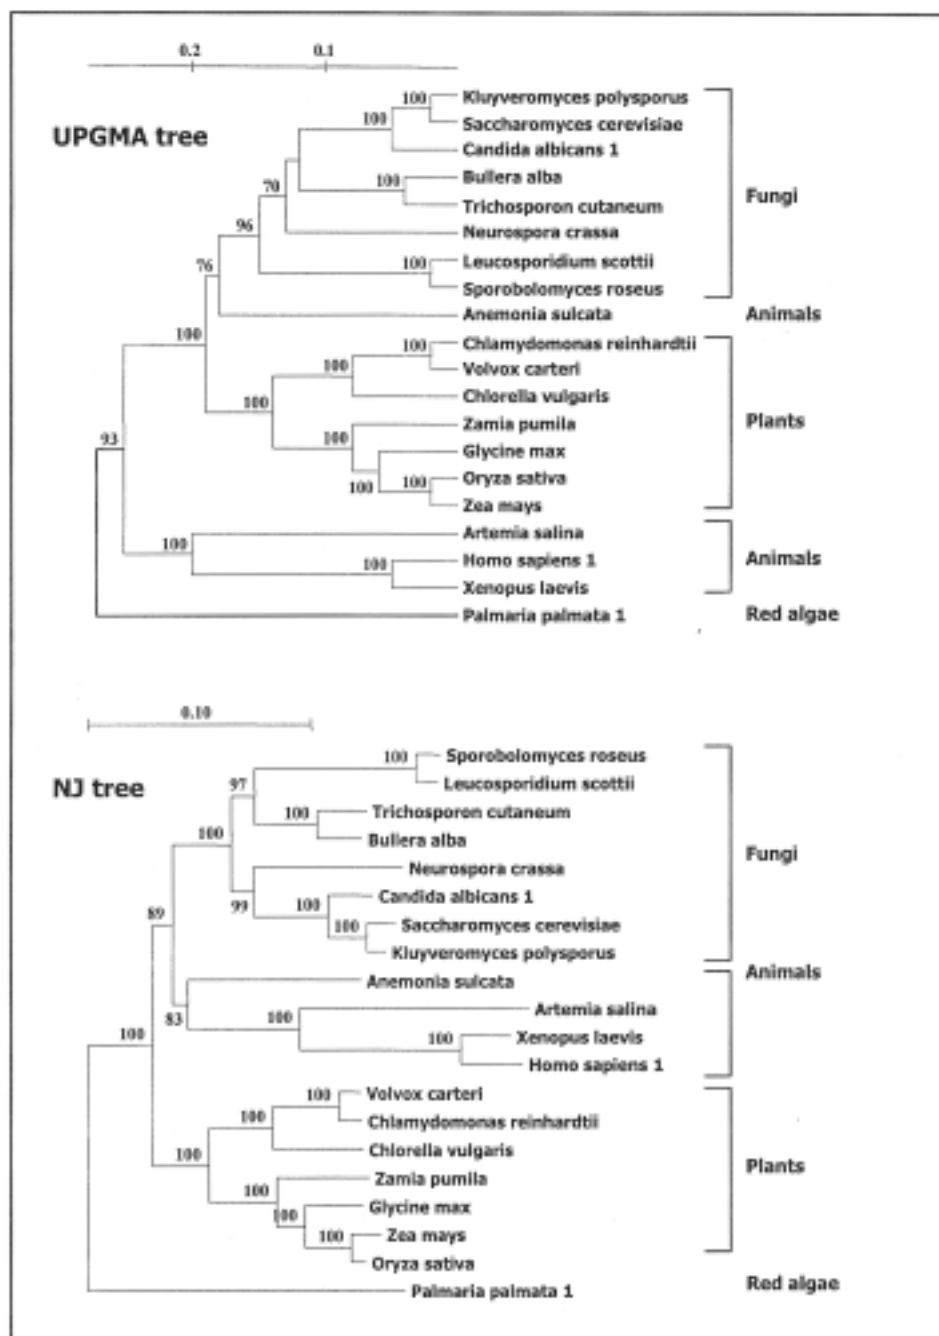 0.2 0.1
UPGMA tree
100 Kluyveromyces polysporus
100 Saccharomyces cerevisiae
Candida albicans 1
70 100 Bullera alba
Fungi
Trichosporon cutaneum
96 Neurospora crassa
76 100 Leucosporidium scottii
Sporobolomyces roseus
Anemonia sulcata Animals
100 100 Chlamydomonas reinhardtii
100 Volvox carteri
100 Chlorella vulgaris
Plants
93 100 Zamia pumila
Glycine max
100 100 Oryza sativa
Zea mays
100 Artemia salina
100 Homo sapiens 1 Animals
Xenopus laevis
Palmaria palmata 1 Red algae
0.10
NJ tree
100 Sporobolomyces roseus
97 Leucosporidium scottii
100 Trichosporon cutaneum
100 Bullera alba
Fungi
Neurospora crassa
99 100 Candida albicans 1
89 100 Saccharomyces cerevisiae
Kluyveromyces polysporus
Anemonia sulcata Animals
83 100 Artemia salina
100 100 Xenopus laevis
Homo sapiens 1
100 Volvox carteri
100 Chlamydomonas reinhardtii
100 Chlorella vulgaris
Plants
100 Zamia pumila
100 Glycine max
100 Zea mays
Oryza sativa
Palmaria palmata 1 Red algae